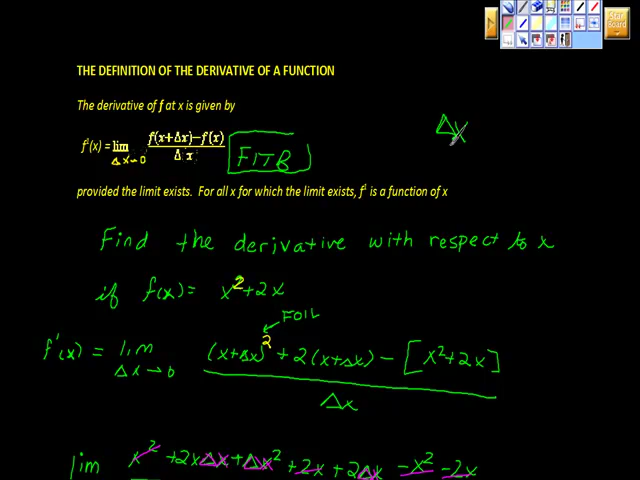 Start Board
THE DEFINITION OF THE DERIVATIVE OF A FUNCTION
The derivative of f at x is given by
Δx
f'(x) = lim Δx→0 f(x+Δx)−f(x) / Δx FITB
provided the limit exists. For all x for which the limit exists, f' is a function of x
Find the derivative with respect to x
if f(x) = x² + 2x
FOIL
f'(x) = lim Δx→0 (x+Δx)² + 2(x+Δx) − [x² + 2x] / Δx
lim x² + 2xΔx + Δx² + 2x + 2Δx − x² − 2x